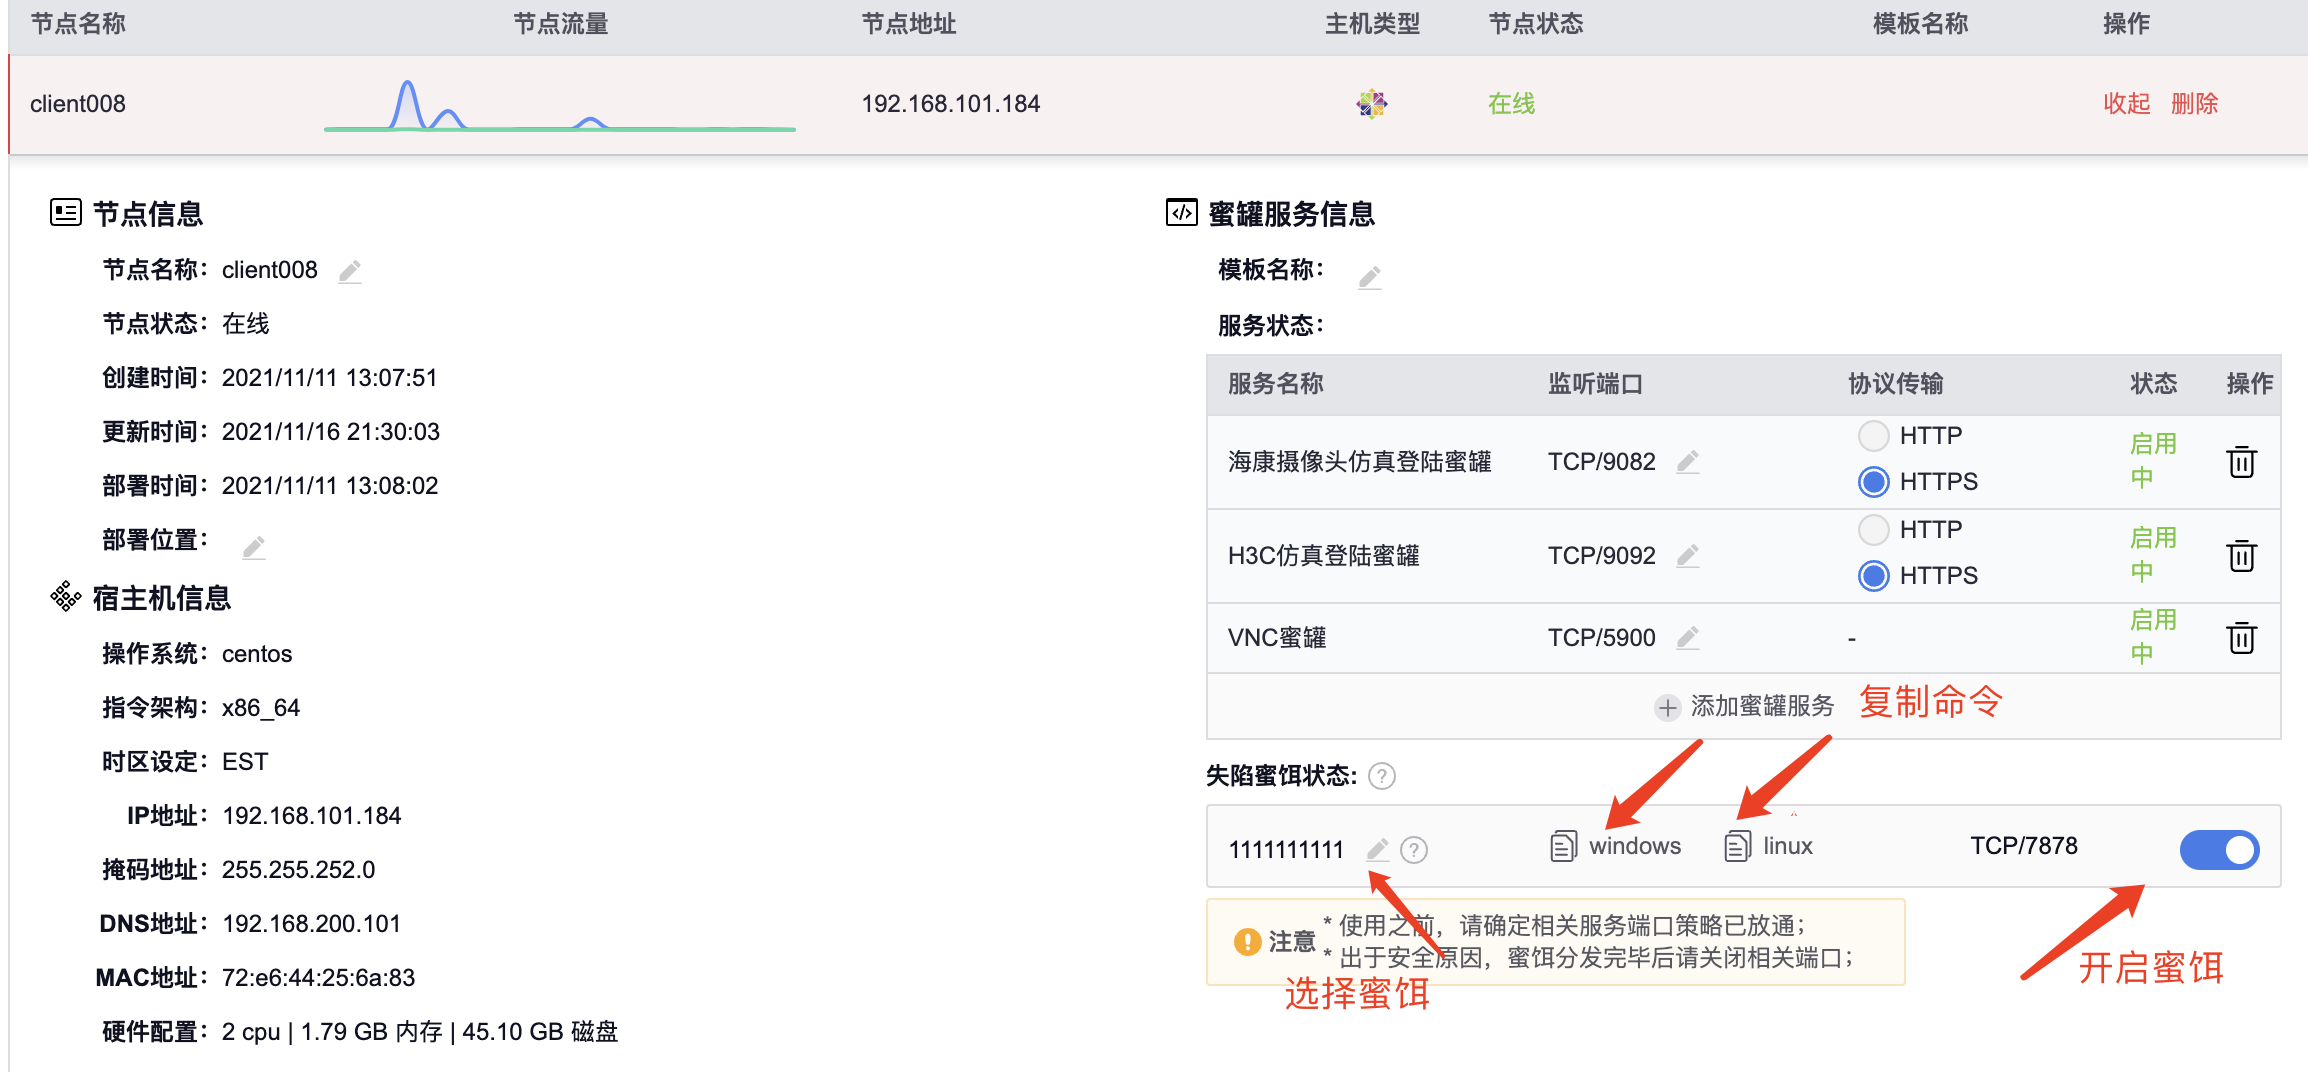 节点名称 节点流量 节点地址 主机类型 节点状态 模板名称 操作
client008 192.168.101.184 在线 收起 删除
节点信息
节点名称： client008
节点状态： 在线
创建时间： 2021/11/11 13:07:51
更新时间： 2021/11/16 21:30:03
部署时间： 2021/11/11 13:08:02
部署位置：
宿主机信息
操作系统： centos
指令架构： x86_64
时区设定： EST
IP地址： 192.168.101.184
掩码地址： 255.255.252.0
DNS地址： 192.168.200.101
MAC地址： 72:e6:44:25:6a:83
硬件配置： 2 cpu | 1.79 GB 内存 | 45.10 GB 磁盘
蜜罐服务信息
模板名称：
服务状态：
服务名称 监听端口 协议传输 状态 操作
海康摄像头仿真登陆蜜罐 TCP/9082 HTTP HTTPS 启用中
H3C仿真登陆蜜罐 TCP/9092 HTTP HTTPS 启用中
VNC蜜罐 TCP/5900 - 启用中
添加蜜罐服务 复制命令
失陷蜜饵状态: ?
1111111111 ? windows linux TCP/7878
注意 * 使用之前，请确定相关服务端口策略已放通；
* 出于安全原因，蜜饵分发完毕后请关闭相关端口；
选择蜜饵 开启蜜饵